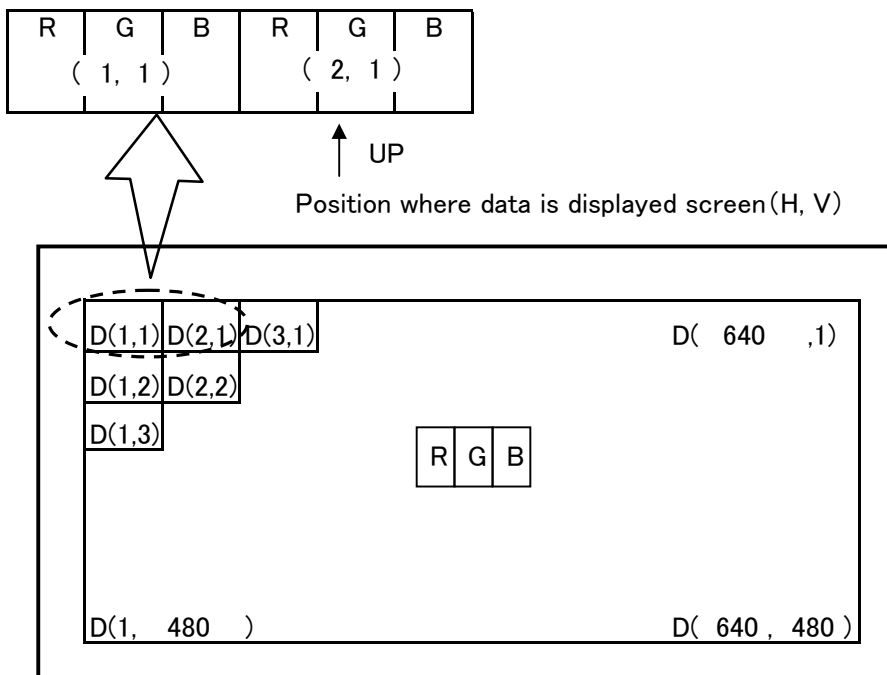 R G B R G B
( 1, 1 ) ( 2, 1 )
UP
Position where data is displayed screen(H, V)
D(1,1) D(2,1) D(3,1) D( 640 ,1)
D(1,2) D(2,2)
D(1,3)
R G B
D(1, 480 ) D( 640 , 480 )